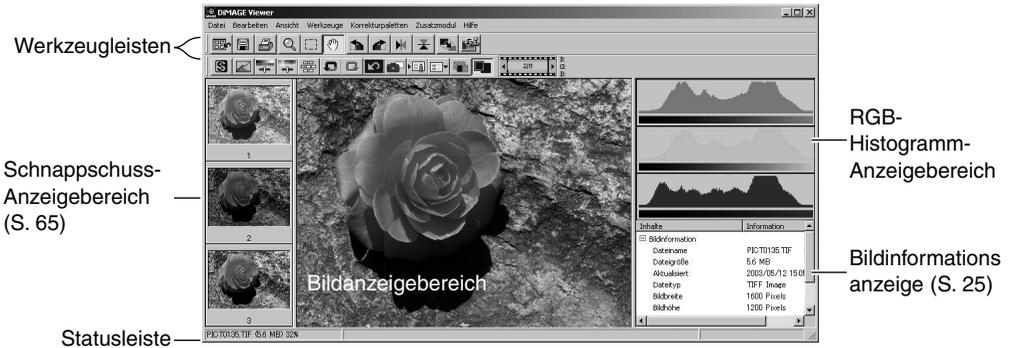 DiMAGE Viewer
Datei Bearbeiten Ansicht Werkzeuge Korrekturpaletten Zusatzmodul Hilfe
Werkzeugleisten
2/11
R:
G:
B:
1
2
3
Schnappschuss-
Anzeigebereich
(S. 65)
Bildanzeigebereich
RGB-
Histogramm-
Anzeigebereich
Inhalte Information
Bildinformation
Dateiname PICT0135.TIF
Dateigröße 5.6 MB
Aktualisiert 2003/05/12 15:0
Dateityp TIFF Image
Bildbreite 1600 Pixels
Bildhöhe 1200 Pixels
Bildinformations
anzeige (S. 25)
Statusleiste
PICT0135.TIF (5.6 MB) 32%